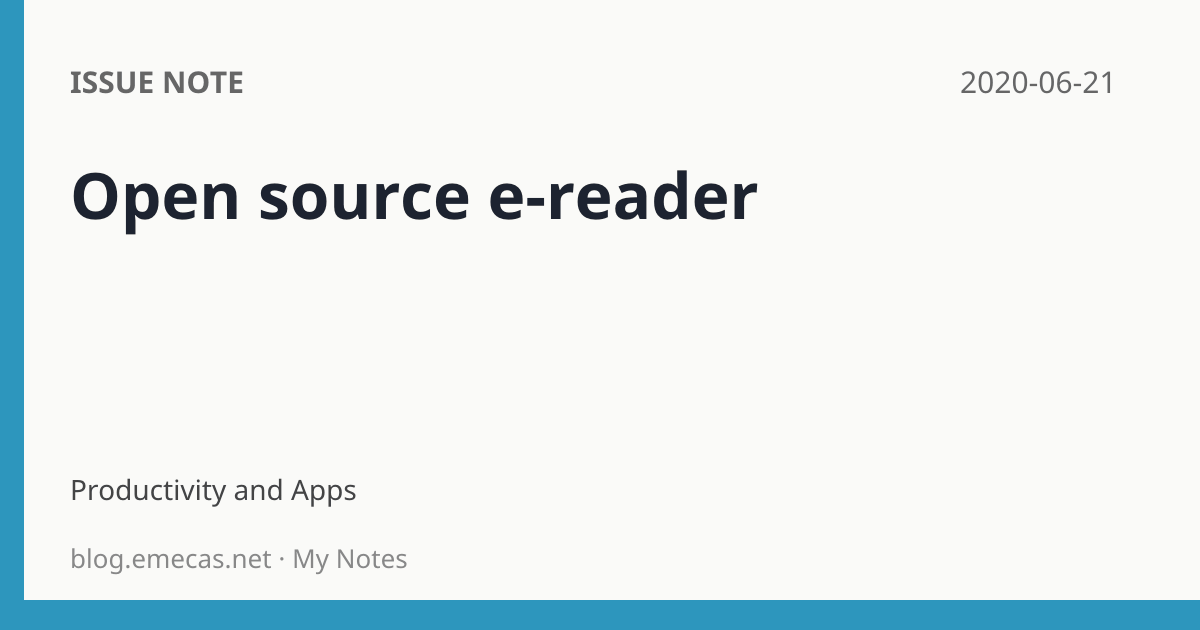 ISSUE NOTE
2020-06-21
Open source e-reader
Productivity and Apps
blog.emecas.net · My Notes